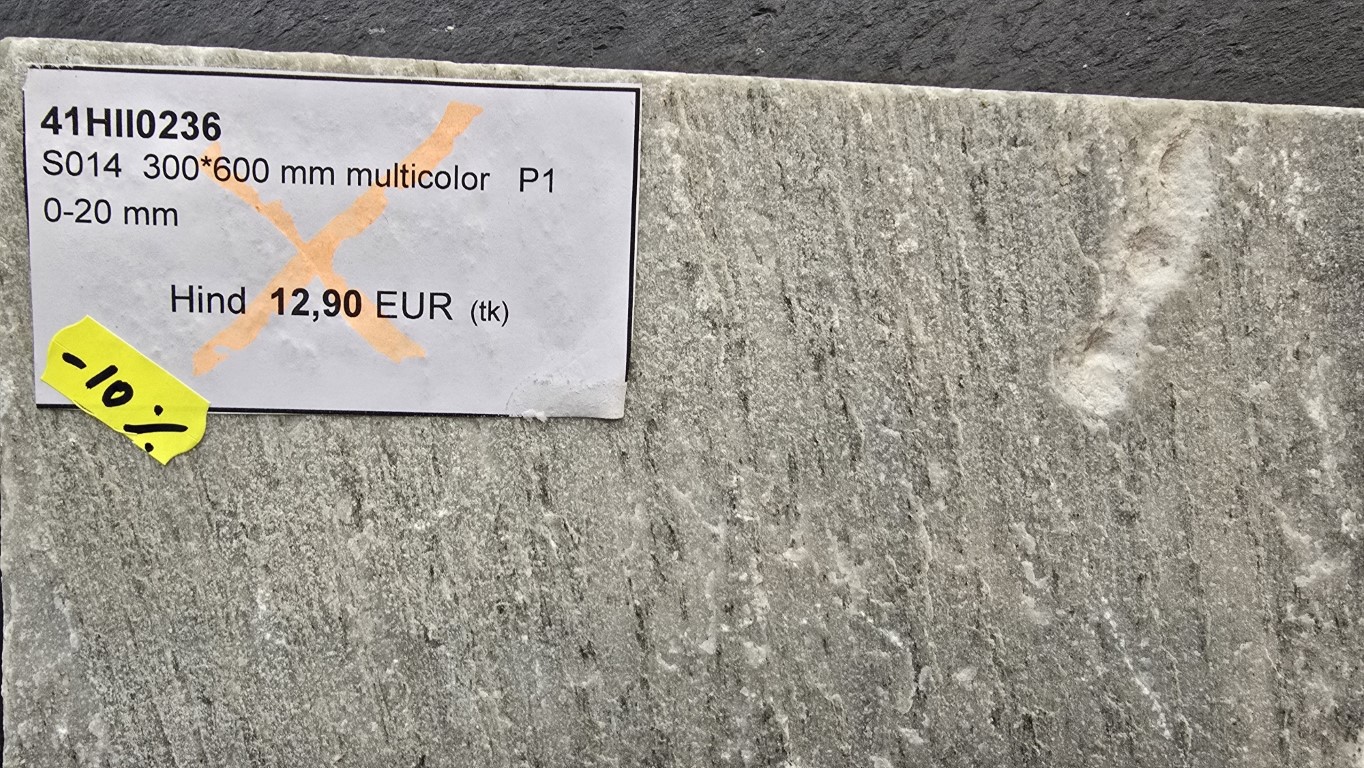 41HII0236
S014 300*600 mm multicolor P1
0-20 mm
Hind 12,90 EUR (tk)
-10%